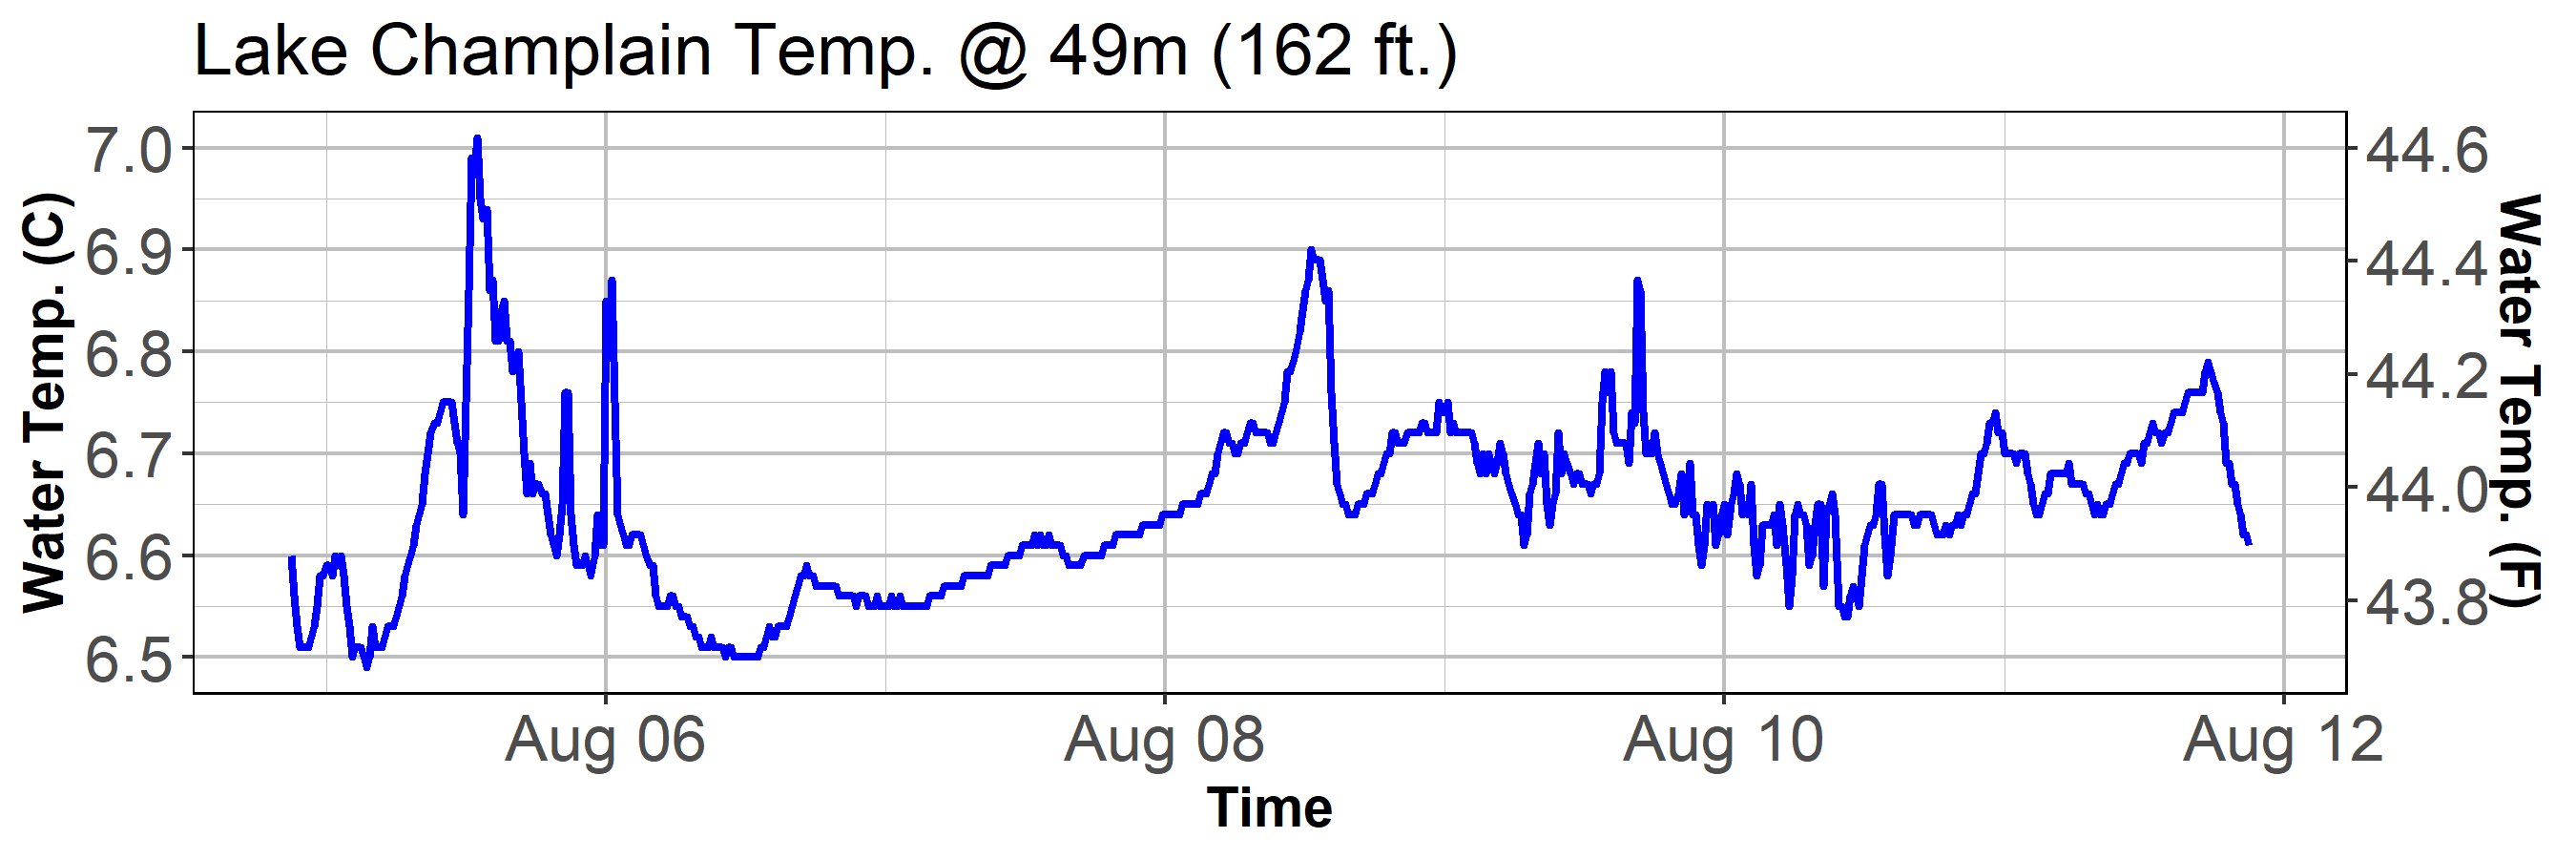 Lake Champlain Temp. @ 49m (162 ft.)
Water Temp. (C)
7.0
6.9
6.8
6.7
6.6
6.5
44.6
44.4
44.2
44.0
43.8
Water Temp. (F)
Aug 06 Aug 08 Aug 10 Aug 12
Time